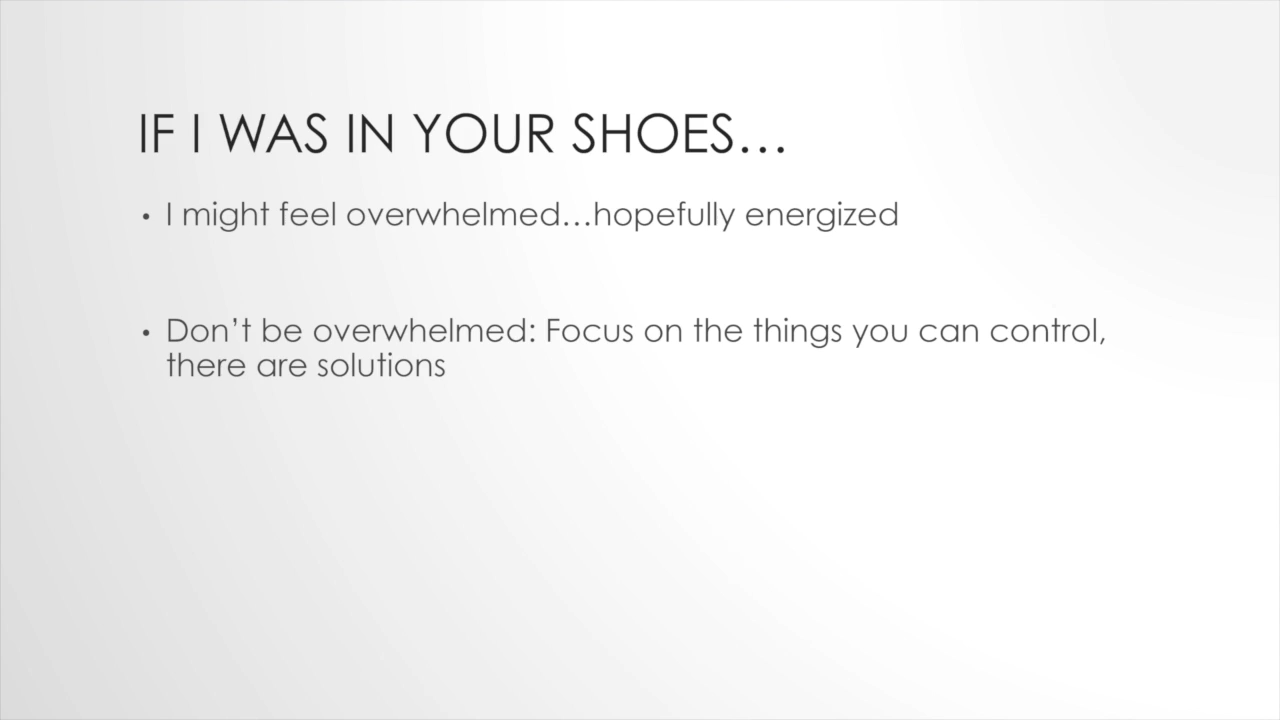 IF I WAS IN YOUR SHOES…
• I might feel overwhelmed…hopefully energized
• Don’t be overwhelmed: Focus on the things you can control,
there are solutions